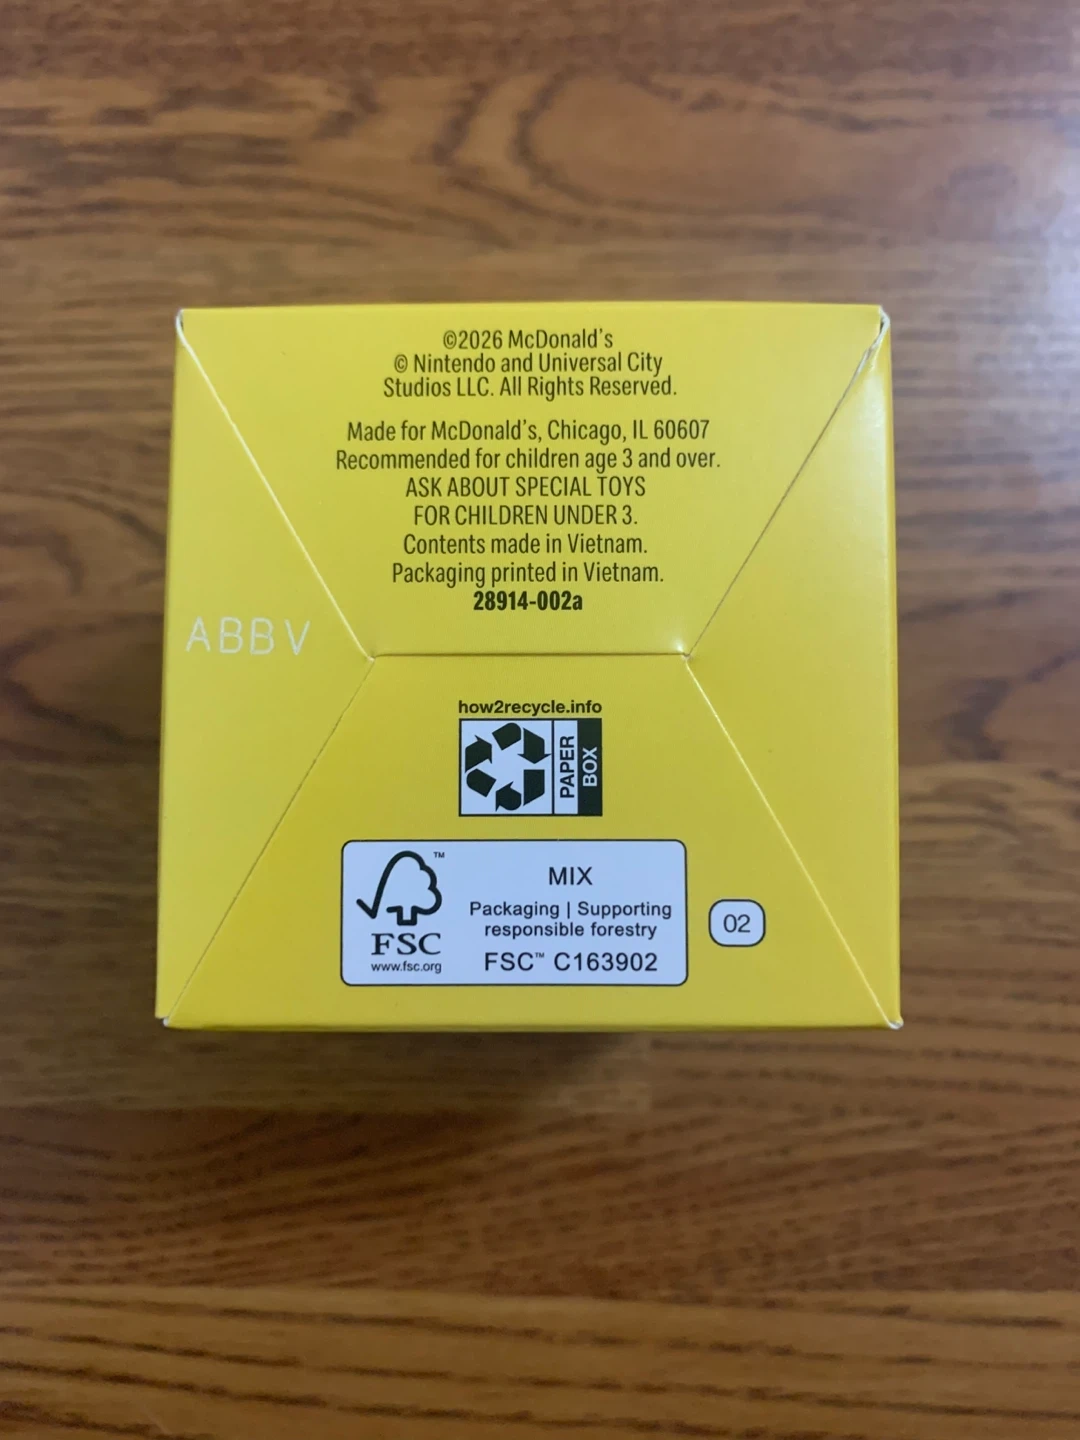 ©2026 McDonald's
© Nintendo and Universal City
Studios LLC. All Rights Reserved.
Made for McDonald's, Chicago, IL 60607
Recommended for children age 3 and over.
ASK ABOUT SPECIAL TOYS
FOR CHILDREN UNDER 3.
Contents made in Vietnam.
Packaging printed in Vietnam.
28914-002a
ABBV
how2recycle.info
PAPER
BOX
™
FSC
www.fsc.org
MIX
Packaging | Supporting
responsible forestry
FSC™ C163902
02